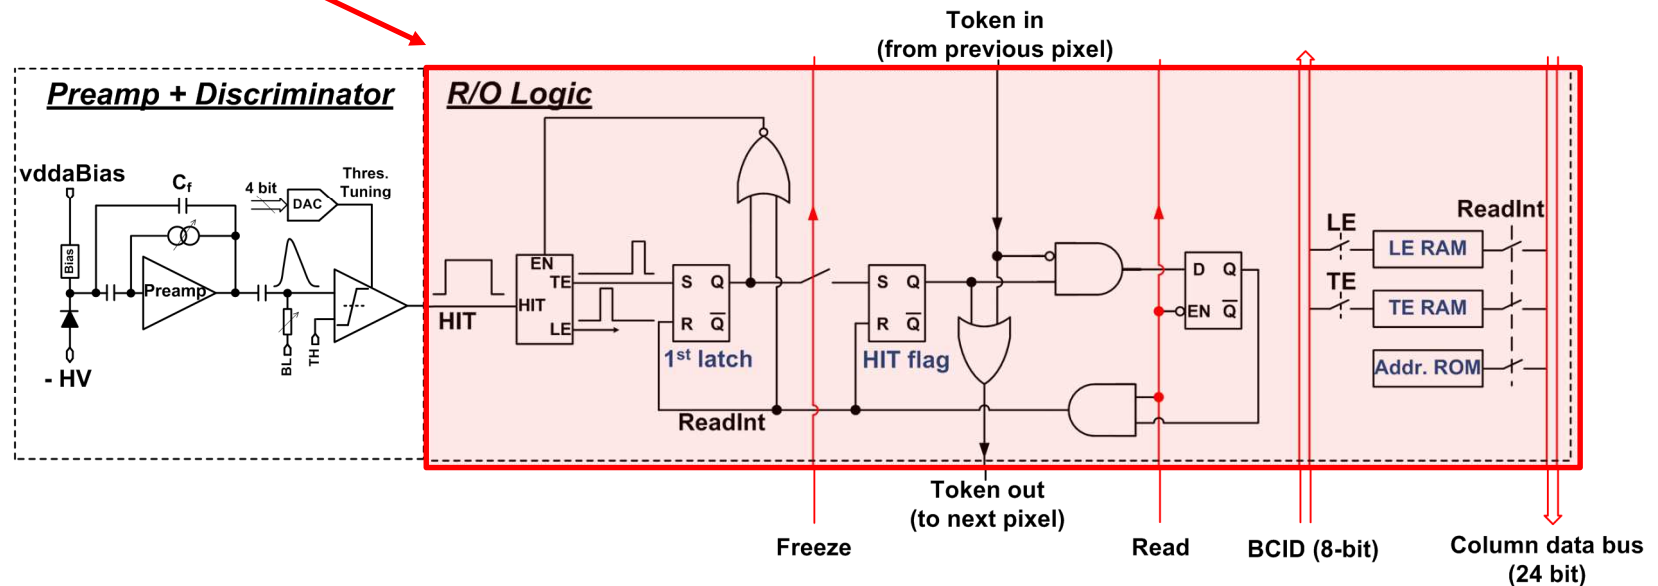 Token in
(from previous pixel)
Preamp + Discriminator
R/O Logic
vddaBias
Cf
4 bit
DAC
Thres.
Tuning
Bias
Preamp
BL
TH
- HV
HIT
EN
TE
HIT
LE
S Q
R Q
1st latch
S Q
R Q
HIT flag
ReadInt
D Q
EN Q
LE
TE
ReadInt
LE RAM
TE RAM
Addr. ROM
Token out
(to next pixel)
Freeze
Read
BCID (8-bit)
Column data bus
(24 bit)